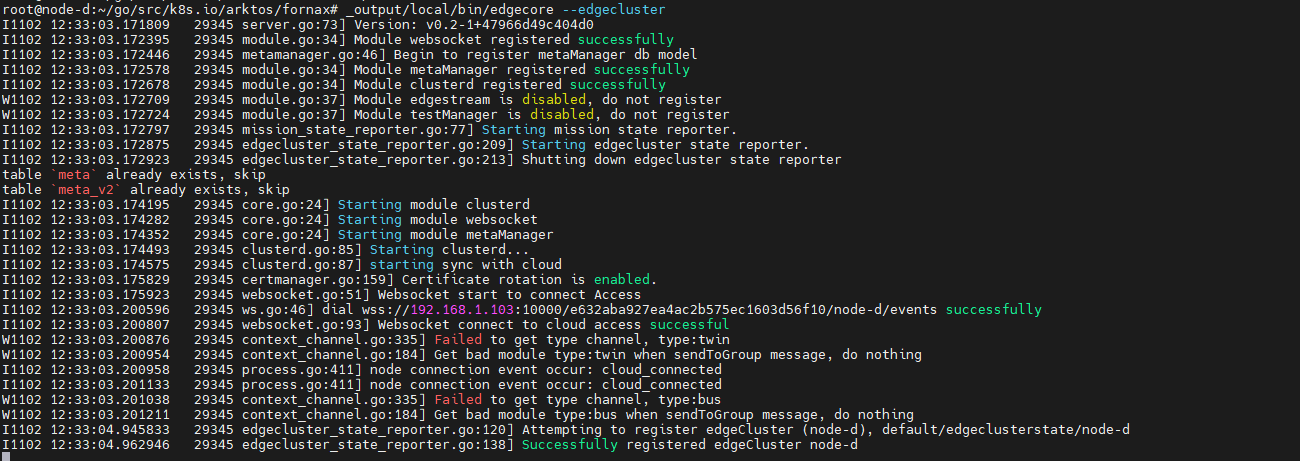 root@node-d:~/go/src/k8s.io/arktos/fornax# _output/local/bin/edgecore --edgecluster
I1102 12:33:03.171809   29345 server.go:73] Version: v0.2-1+47966d49c404d0
I1102 12:33:03.172395   29345 module.go:34] Module websocket registered successfully
I1102 12:33:03.172446   29345 metamanager.go:46] Begin to register metaManager db model
I1102 12:33:03.172578   29345 module.go:34] Module metaManager registered successfully
I1102 12:33:03.172678   29345 module.go:34] Module clusterd registered successfully
W1102 12:33:03.172709   29345 module.go:37] Module edgestream is disabled, do not register
W1102 12:33:03.172724   29345 module.go:37] Module testManager is disabled, do not register
I1102 12:33:03.172797   29345 mission_state_reporter.go:77] Starting mission state reporter.
I1102 12:33:03.172875   29345 edgecluster_state_reporter.go:209] Starting edgecluster state reporter.
I1102 12:33:03.172923   29345 edgecluster_state_reporter.go:213] Shutting down edgecluster state reporter
table `meta` already exists, skip
table `meta_v2` already exists, skip
I1102 12:33:03.174195   29345 core.go:24] Starting module clusterd
I1102 12:33:03.174282   29345 core.go:24] Starting module websocket
I1102 12:33:03.174352   29345 core.go:24] Starting module metaManager
I1102 12:33:03.174493   29345 clusterd.go:85] Starting clusterd...
I1102 12:33:03.174575   29345 clusterd.go:87] starting sync with cloud
I1102 12:33:03.175829   29345 certmanager.go:159] Certificate rotation is enabled.
I1102 12:33:03.175923   29345 websocket.go:51] Websocket start to connect Access
I1102 12:33:03.200596   29345 ws.go:46] dial wss://192.168.1.103:10000/e632aba927ea4ac2b575ec1603d56f10/node-d/events successfully
I1102 12:33:03.200807   29345 websocket.go:93] Websocket connect to cloud access successful
W1102 12:33:03.200876   29345 context_channel.go:335] Failed to get type channel, type:twin
W1102 12:33:03.200954   29345 context_channel.go:184] Get bad module type:twin when sendToGroup message, do nothing
I1102 12:33:03.200958   29345 process.go:411] node connection event occur: cloud_connected
I1102 12:33:03.201133   29345 process.go:411] node connection event occur: cloud_connected
W1102 12:33:03.201038   29345 context_channel.go:335] Failed to get type channel, type:bus
W1102 12:33:03.201211   29345 context_channel.go:184] Get bad module type:bus when sendToGroup message, do nothing
I1102 12:33:04.945833   29345 edgecluster_state_reporter.go:120] Attempting to register edgeCluster (node-d), default/edgeclusterstate/node-d
I1102 12:33:04.962946   29345 edgecluster_state_reporter.go:138] Successfully registered edgeCluster node-d